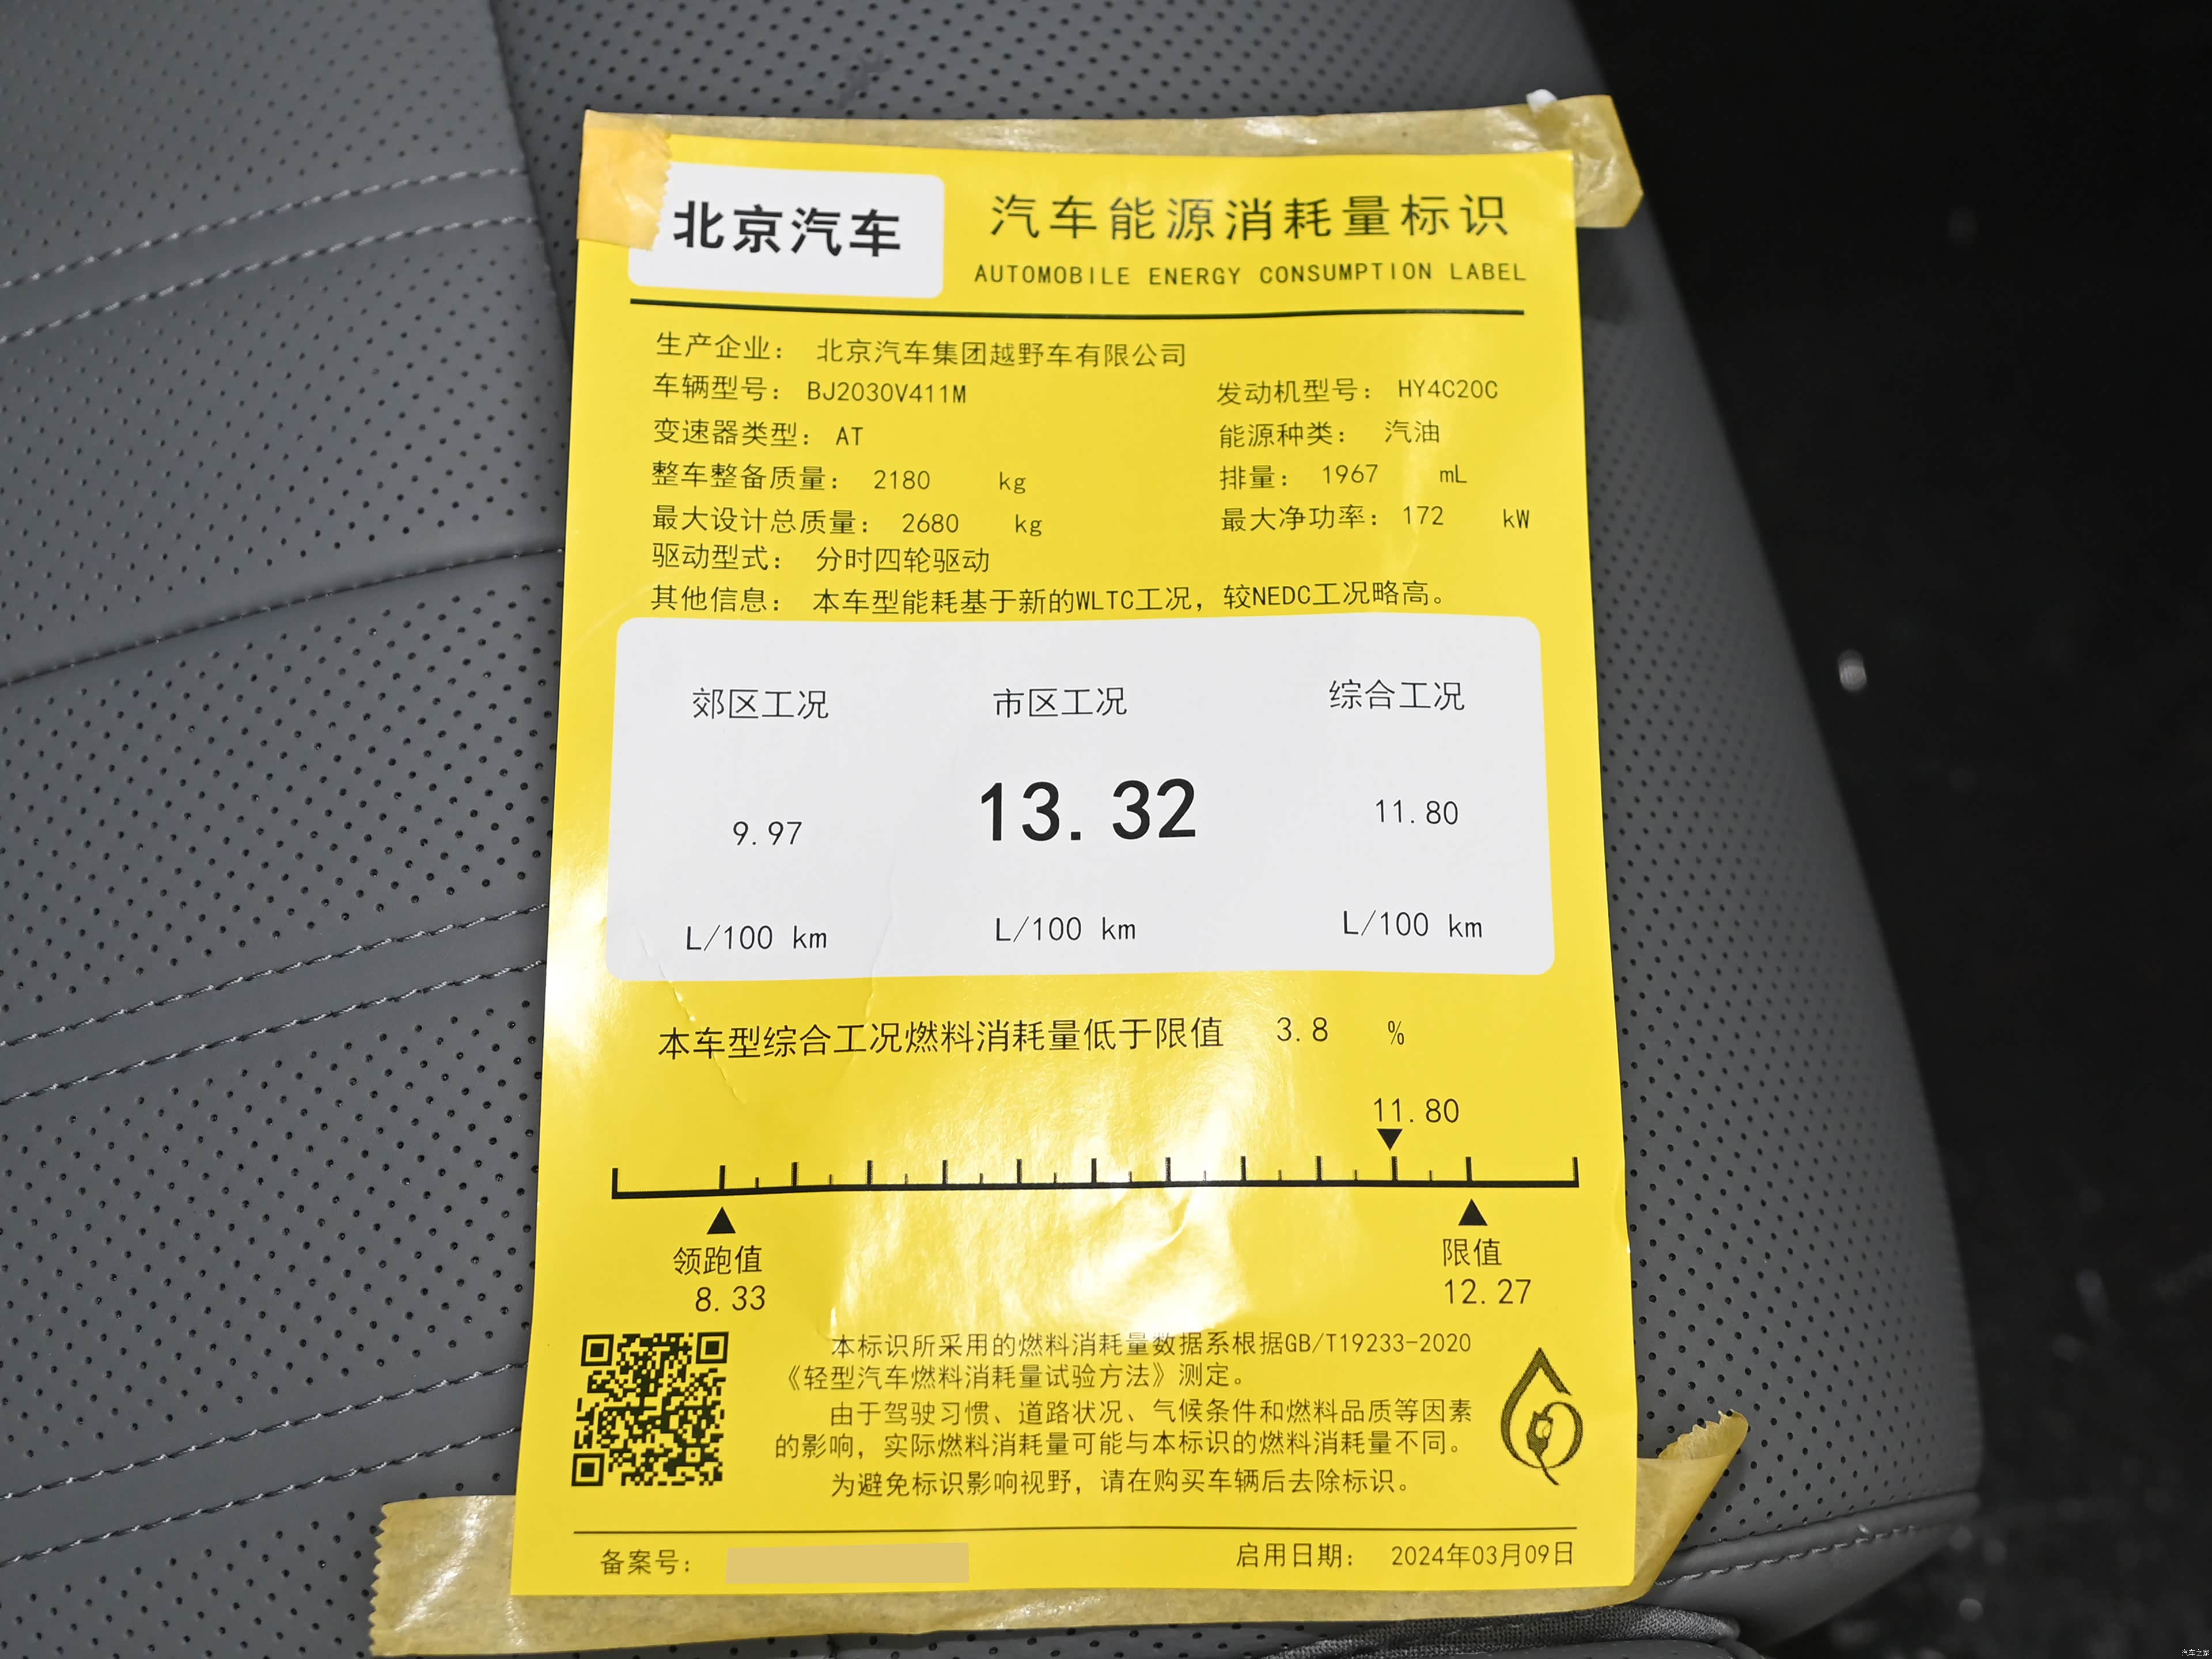 北京汽车
汽车能源消耗量标识
AUTOMOBILE ENERGY CONSUMPTION LABEL
生产企业： 北京汽车集团越野车有限公司
车辆型号： BJ2030V411M 发动机型号： HY4C20C
变速器类型： AT 能源种类： 汽油
整车整备质量： 2180 kg 排量： 1967 mL
最大设计总质量： 2680 kg 最大净功率： 172 kW
驱动型式： 分时四轮驱动
其他信息： 本车型能耗基于新的WLTC工况，较NEDC工况略高。
郊区工况 市区工况 综合工况
9.97 13.32 11.80
L/100 km L/100 km L/100 km
本车型综合工况燃料消耗量低于限值 3.8 %
11.80
领跑值 限值
8.33 12.27
本标识所采用的燃料消耗量数据系根据GB/T19233-2020
《轻型汽车燃料消耗量试验方法》测定。
由于驾驶习惯、道路状况、气候条件和燃料品质等因素
的影响，实际燃料消耗量可能与本标识的燃料消耗量不同。
为避免标识影响视野，请在购买车辆后去除标识。
备案号： 启用日期： 2024年03月09日
汽车之家